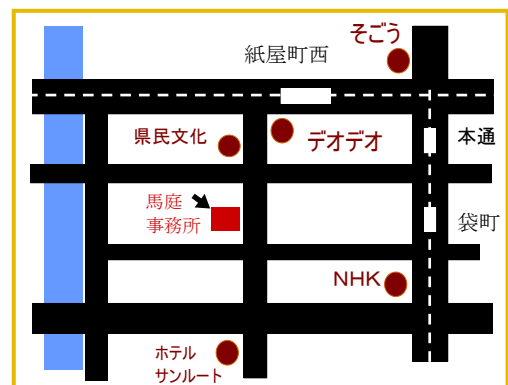 そごう
紙屋町西
県民文化
デオデオ
本通
馬庭
事務所
袋町
NHK
ホテル
サンルート